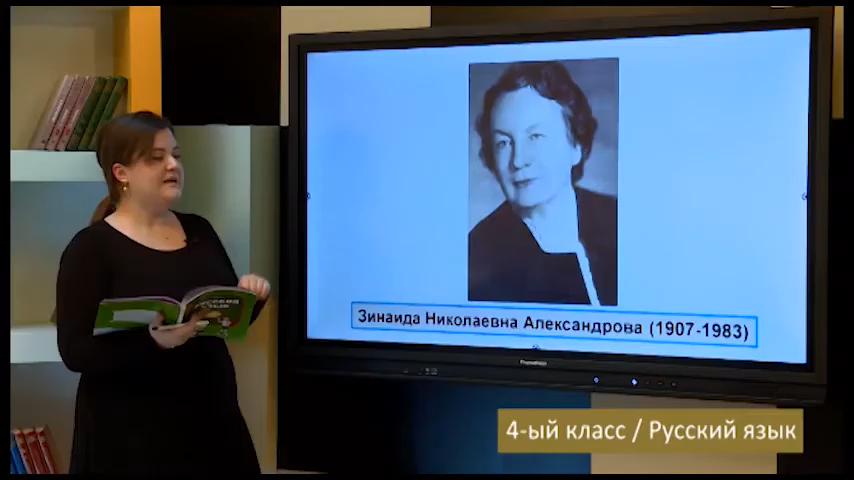 Зинаида Николаевна Александрова (1907-1983)
4-ый класс / Русский язык